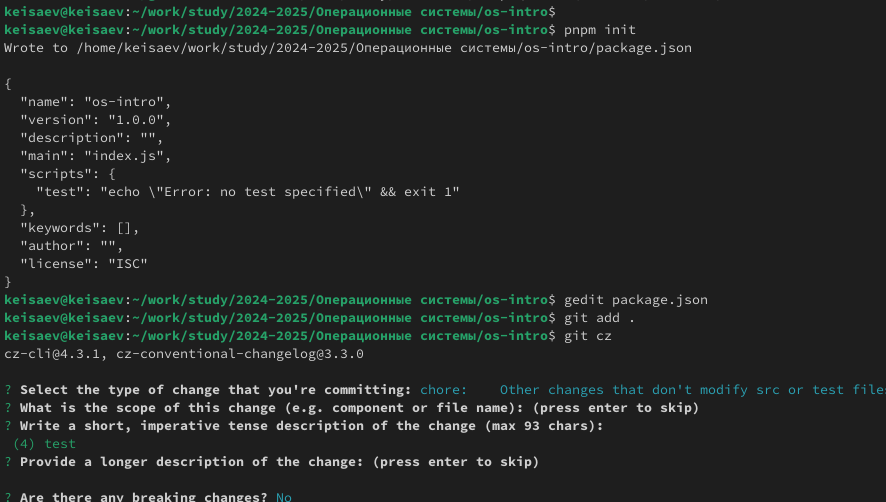 keisaev@keisaev:~/work/study/2024-2025/Операционные системы/os-intro$
keisaev@keisaev:~/work/study/2024-2025/Операционные системы/os-intro$ pnpm init
Wrote to /home/keisaev/work/study/2024-2025/Операционные системы/os-intro/package.json

{
  "name": "os-intro",
  "version": "1.0.0",
  "description": "",
  "main": "index.js",
  "scripts": {
    "test": "echo \"Error: no test specified\" && exit 1"
  },
  "keywords": [],
  "author": "",
  "license": "ISC"
}
keisaev@keisaev:~/work/study/2024-2025/Операционные системы/os-intro$ gedit package.json
keisaev@keisaev:~/work/study/2024-2025/Операционные системы/os-intro$ git add .
keisaev@keisaev:~/work/study/2024-2025/Операционные системы/os-intro$ git cz
cz-cli@4.3.1, cz-conventional-changelog@3.3.0

? Select the type of change that you're committing: chore:    Other changes that don't modify src or test files
? What is the scope of this change (e.g. component or file name): (press enter to skip)
? Write a short, imperative tense description of the change (max 93 chars):
 (4) test
? Provide a longer description of the change: (press enter to skip)

? Are there any breaking changes? No